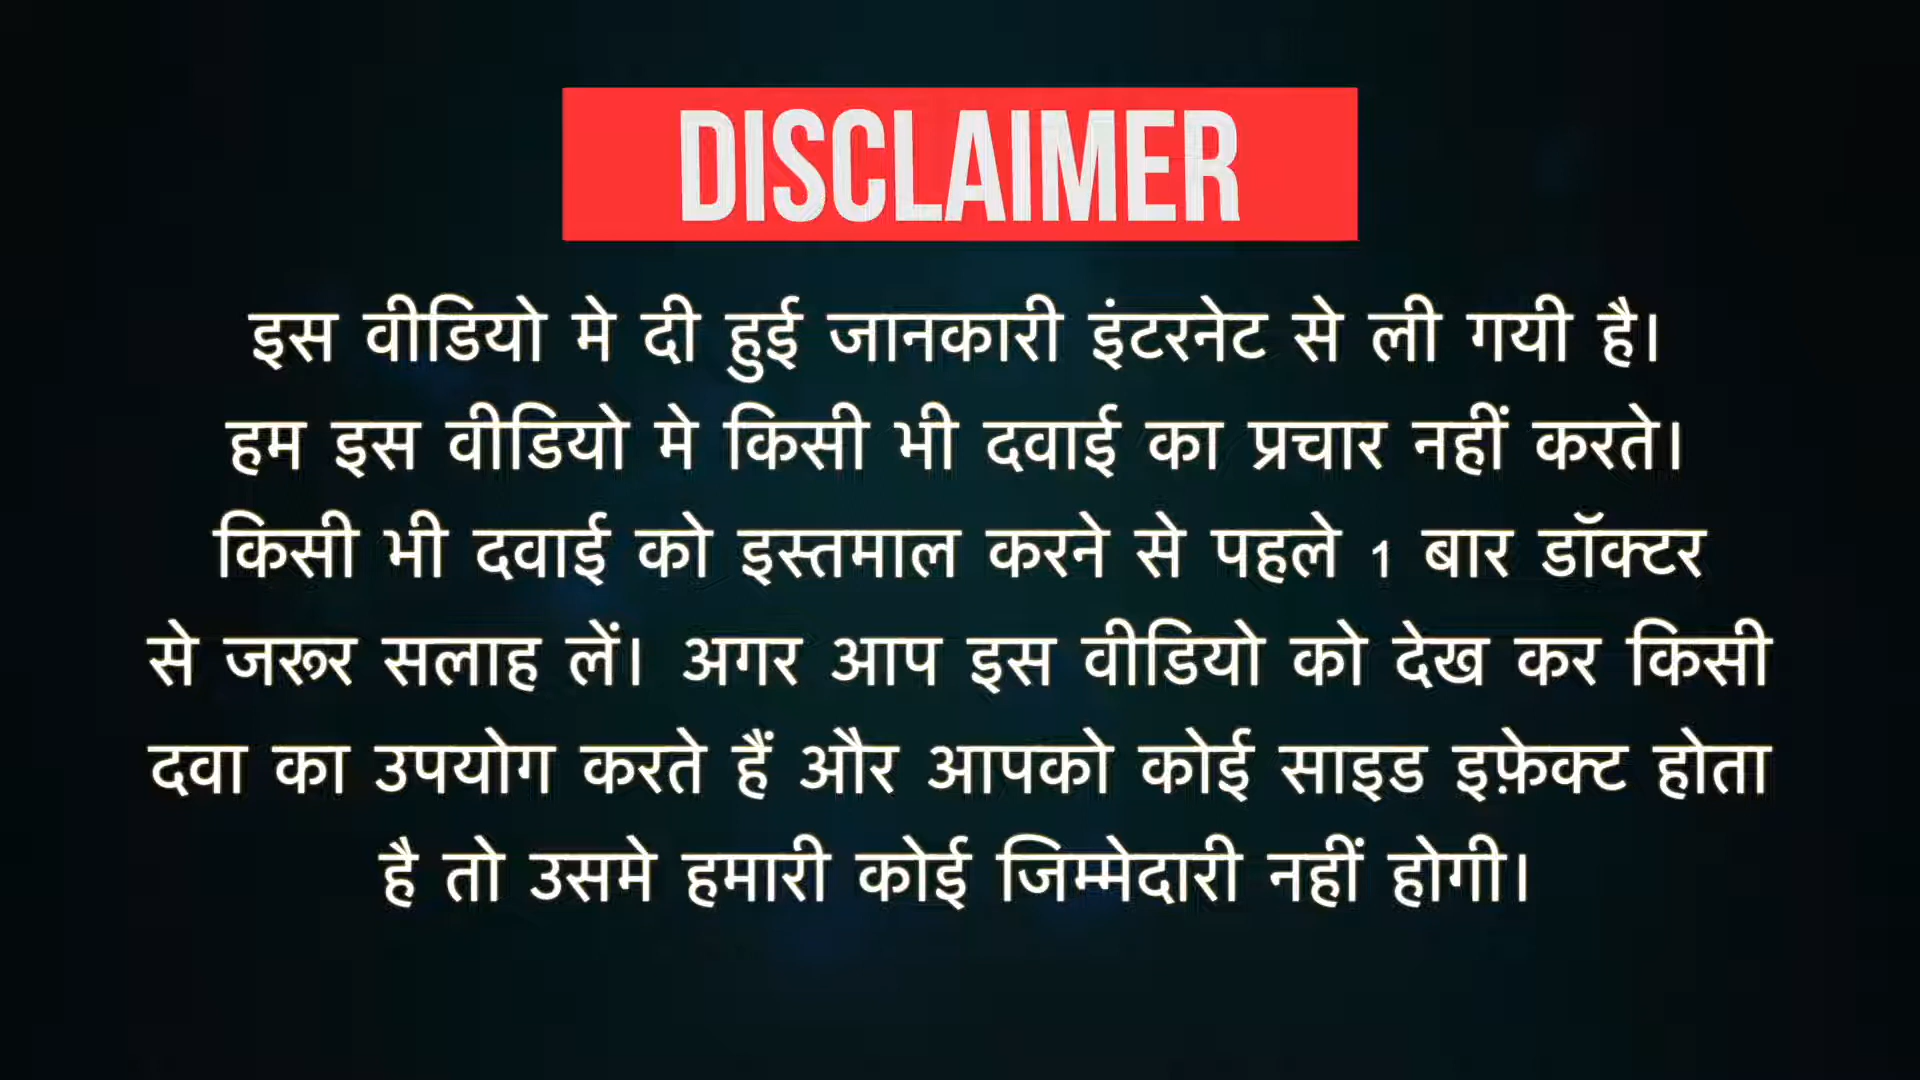 DISCLAIMER
इस वीडियो मे दी हुई जानकारी इंटरनेट से ली गयी है।
हम इस वीडियो मे किसी भी दवाई का प्रचार नहीं करते।
किसी भी दवाई को इस्तमाल करने से पहले 1 बार डॉक्टर
से जरूर सलाह लें। अगर आप इस वीडियो को देख कर किसी
दवा का उपयोग करते हैं और आपको कोई साइड इफ़ेक्ट होता
है तो उसमे हमारी कोई जिम्मेदारी नहीं होगी।